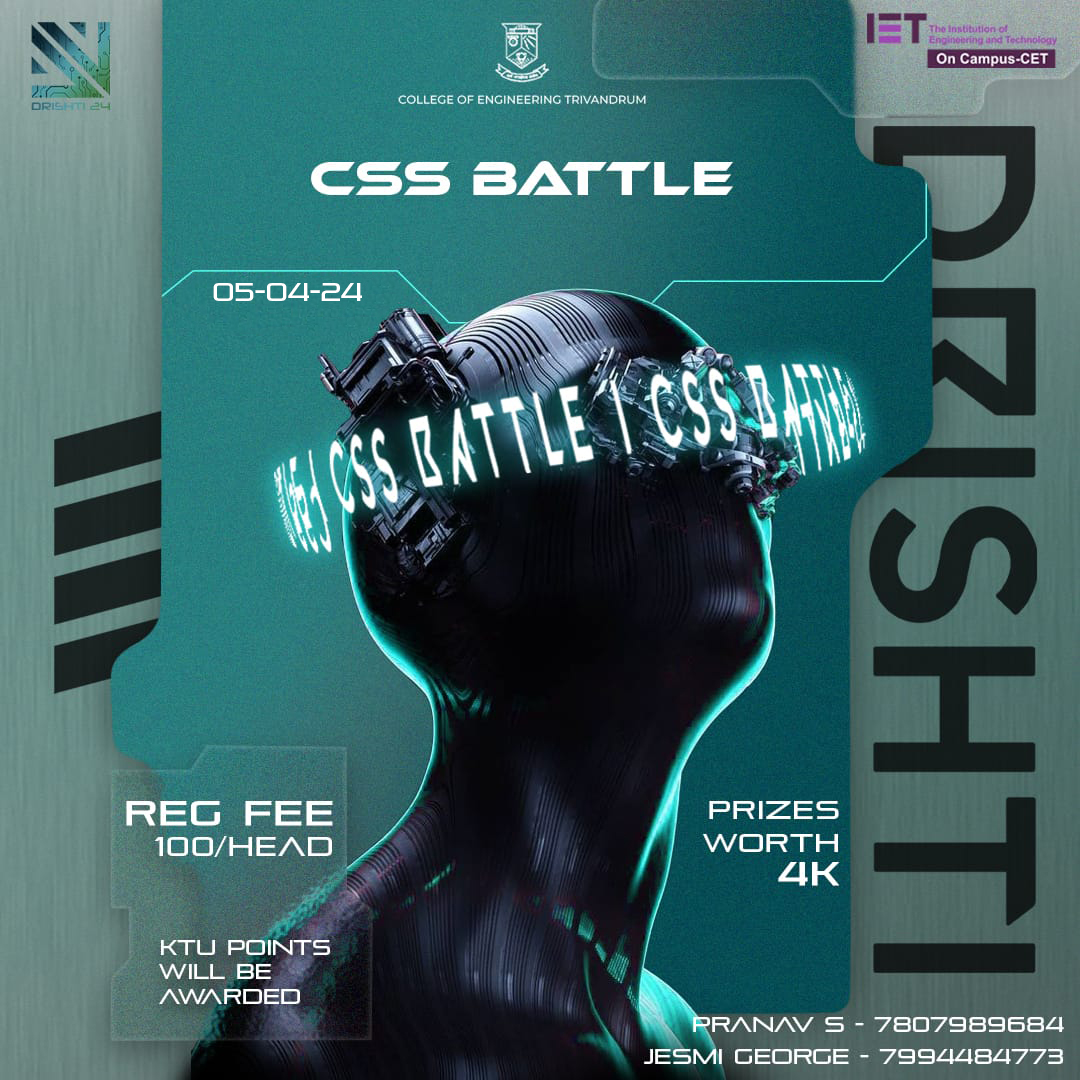 DRISHTI 24
COLLEGE OF ENGINEERING TRIVANDRUM
IET The Institution of
Engineering and Technology
On Campus-CET
CSS BATTLE
05-04-24
CSS BATTLE | CSS BATTLE
DRISHTI
REG FEE
100/HEAD
PRIZES
WORTH
4K
KTU POINTS
WILL BE
AWARDED
PRANAV S - 7807989684
JESMI GEORGE - 7994484773